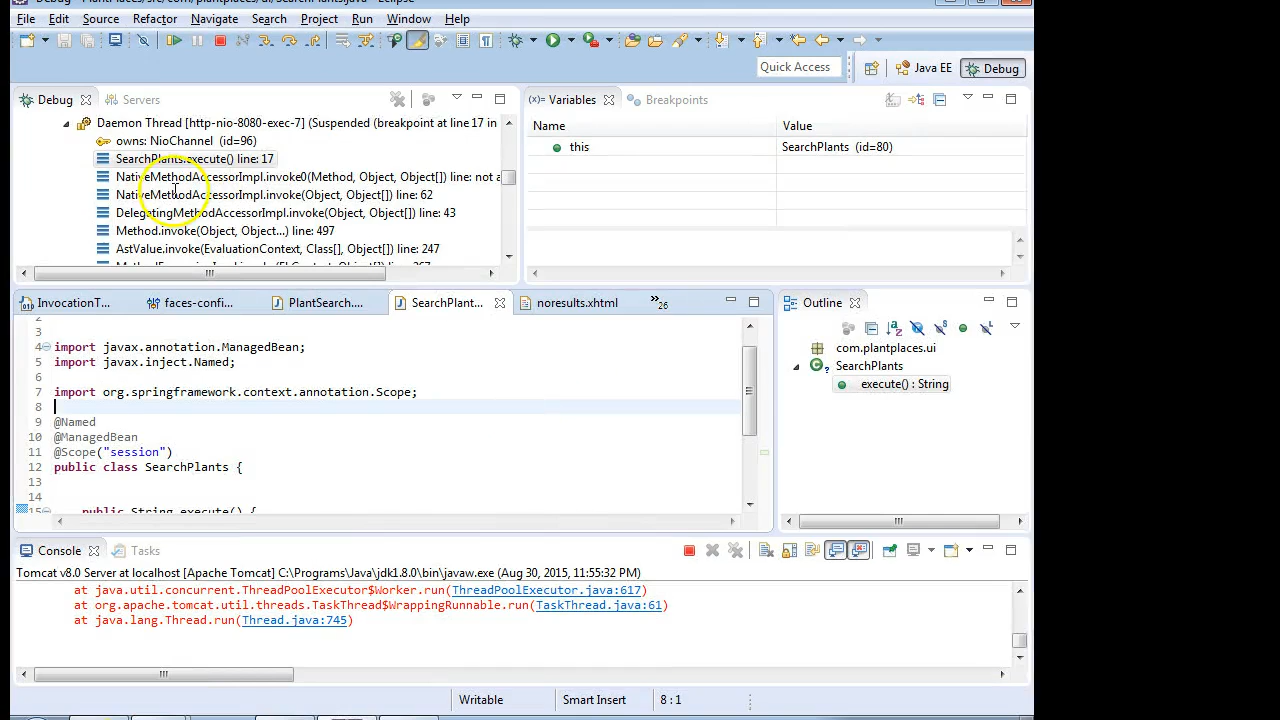 File Edit Source Refactor Navigate Search Project Run Window Help
Quick Access Java EE Debug
Debug Servers
Daemon Thread [http-nio-8080-exec-7] (Suspended (breakpoint at line 17 in
owns: NioChannel (id=96)
SearchPlants.execute() line: 17
NativeMethodAccessorImpl.invoke0(Method, Object, Object[]) line: not a
NativeMethodAccessorImpl.invoke(Object, Object[]) line: 62
DelegatingMethodAccessorImpl.invoke(Object, Object[]) line: 43
Method.invoke(Object, Object...) line: 497
AstValue.invoke(EvaluationContext, Class[], Object[]) line: 247
(x)= Variables Breakpoints
Name Value
this SearchPlants (id=80)
InvocationT... faces-confi... PlantSearch.... SearchPlant... noresults.xhtml »26
3
4 import javax.annotation.ManagedBean;
5 import javax.inject.Named;
6
7 import org.springframework.context.annotation.Scope;
8
9 @Named
10 @ManagedBean
11 @Scope("session")
12 public class SearchPlants {
13
14
15 public String execute() {
Outline
com.plantplaces.ui
SearchPlants
execute() : String
Console Tasks
Tomcat v8.0 Server at localhost [Apache Tomcat] C:\Programs\Java\jdk1.8.0\bin\javaw.exe (Aug 30, 2015, 11:55:32 PM)
at java.util.concurrent.ThreadPoolExecutor$Worker.run(ThreadPoolExecutor.java:617)
at org.apache.tomcat.util.threads.TaskThread$WrappingRunnable.run(TaskThread.java:61)
at java.lang.Thread.run(Thread.java:745)
Writable Smart Insert 8 : 1